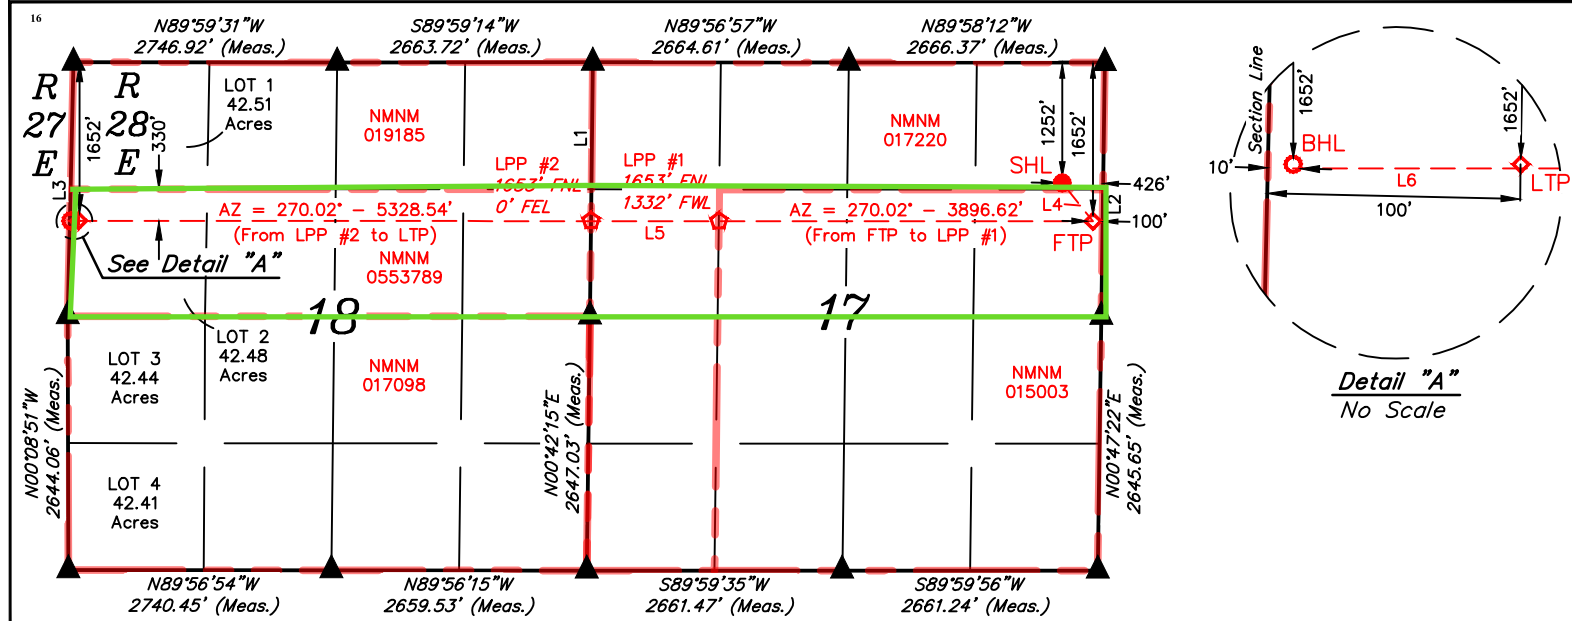 16
N89°59'31"W
2746.92' (Meas.)
S89°59'14"W
2663.72' (Meas.)
N89°56'57"W
2664.61' (Meas.)
N89°58'12"W
2666.37' (Meas.)
R
27
E
R
28
E
1652'
330'
L3
LOT 1
42.51
Acres
NMNM
019185
L1
NMNM
017220
1252'
1652'
LPP #2
1653' FNL
0' FEL
LPP #1
1653' FNL
1332' FWL
SHL
L4
L2
426'
100'
FTP
AZ = 270.02° - 5328.54'
(From LPP #2 to LTP)
L5
AZ = 270.02° - 3896.62'
(From FTP to LPP #1)
See Detail "A"
NMNM
0553789
18
17
LOT 2
42.48
Acres
LOT 3
42.44
Acres
NMNM
017098
NMNM
015003
LOT 4
42.41
Acres
N00°08'51"W
2644.06' (Meas.)
N00°42'15"E
2647.03' (Meas.)
N00°47'22"E
2645.65' (Meas.)
N89°56'54"W
2740.45' (Meas.)
N89°56'15"W
2659.53' (Meas.)
S89°59'35"W
2661.47' (Meas.)
S89°59'56"W
2661.24' (Meas.)
Section Line
1652'
1652'
BHL
10'
L6
LTP
100'
Detail "A"
No Scale